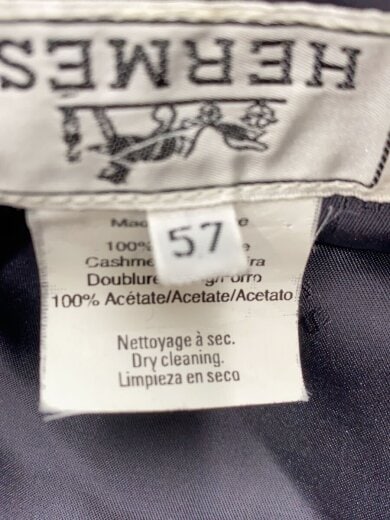 HERMES
57
100%
Doublure
100% Acétate/Acetate/Acetato
Nettoyage à sec.
Dry cleaning.
Limpieza en seco